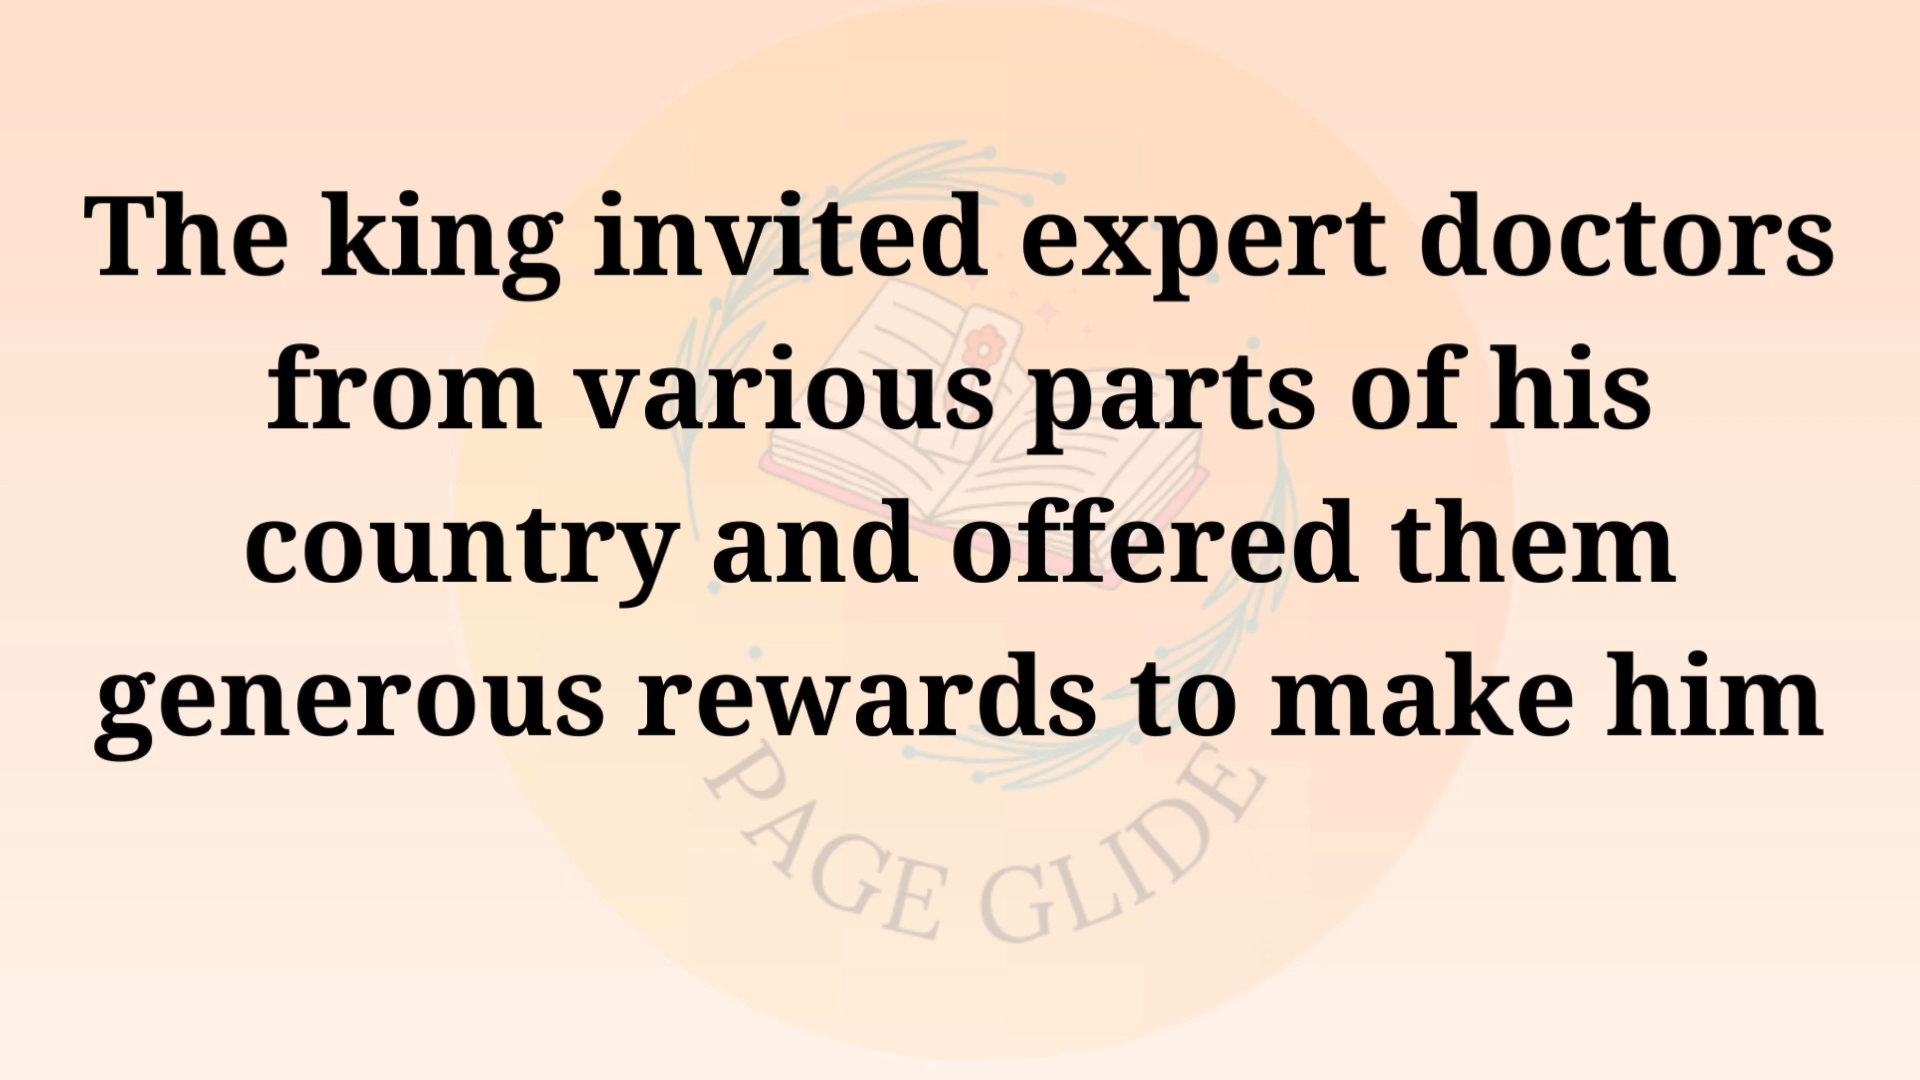 The king invited expert doctors
from various parts of his
country and offered them
generous rewards to make him
PAGE GLIDE